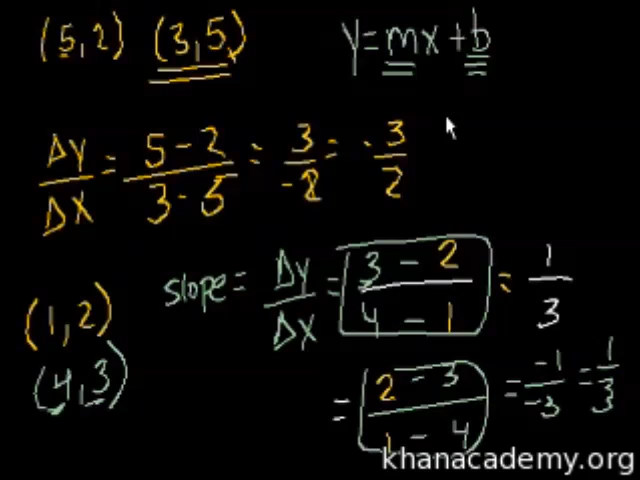 (5,2) (3,5) y=mx+b
Δy/Δx = 5-2/3-5 = 3/-2 = -3/2
slope = Δy/Δx = 3-2/4-1 = 1/3
(1,2)
(4,3)
= 2-3/1-4 = -1/-3 = 1/3
khanacademy.org